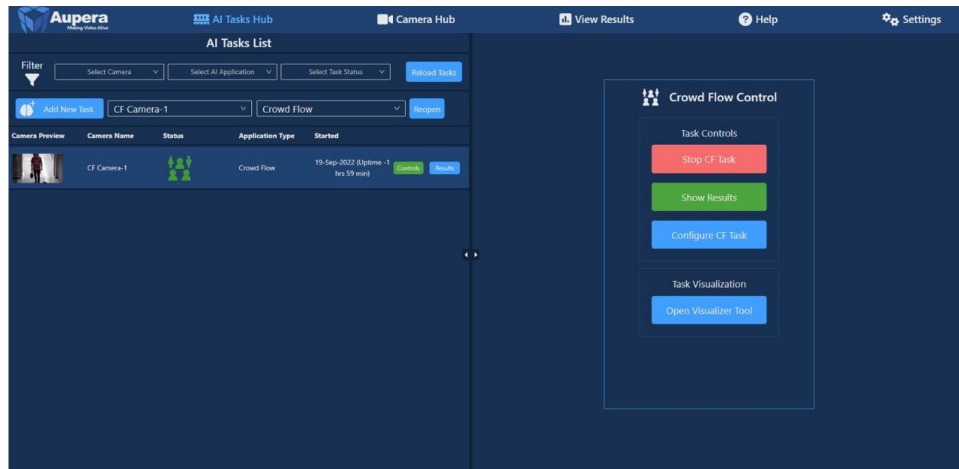 Aupera
Making Video Alive
AI Tasks Hub
Camera Hub
View Results
Help
Settings
AI Tasks List
Filter
Select Camera
Select AI Application
Select Task Status
Reload Tasks
Add New Task
CF Camera-1
Crowd Flow
Reopen
Camera Preview
Camera Name
Status
Application Type
Started
CF Camera-1
Crowd Flow
19-Sep-2022 (Uptime -1
hrs 59 min)
Controls
Results
Crowd Flow Control
Task Controls
Stop CF Task
Show Results
Configure CF Task
Task Visualization
Open Visualizer Tool